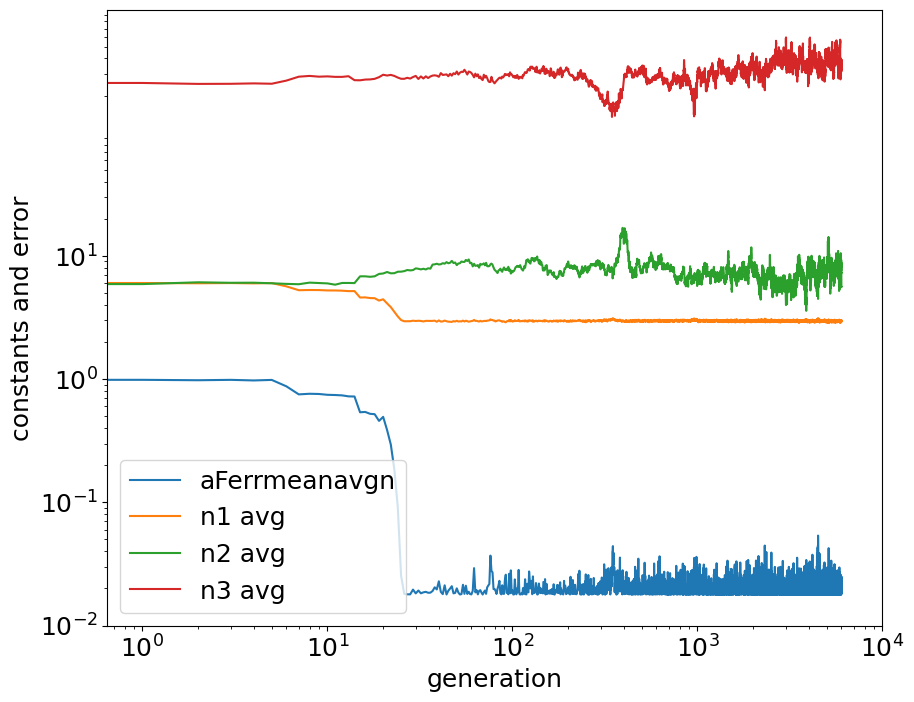 constants and error
10^1
10^0
10^-1
10^-2
aFerrmeanavgn
n1 avg
n2 avg
n3 avg
10^0 10^1 10^2 10^3 10^4
generation